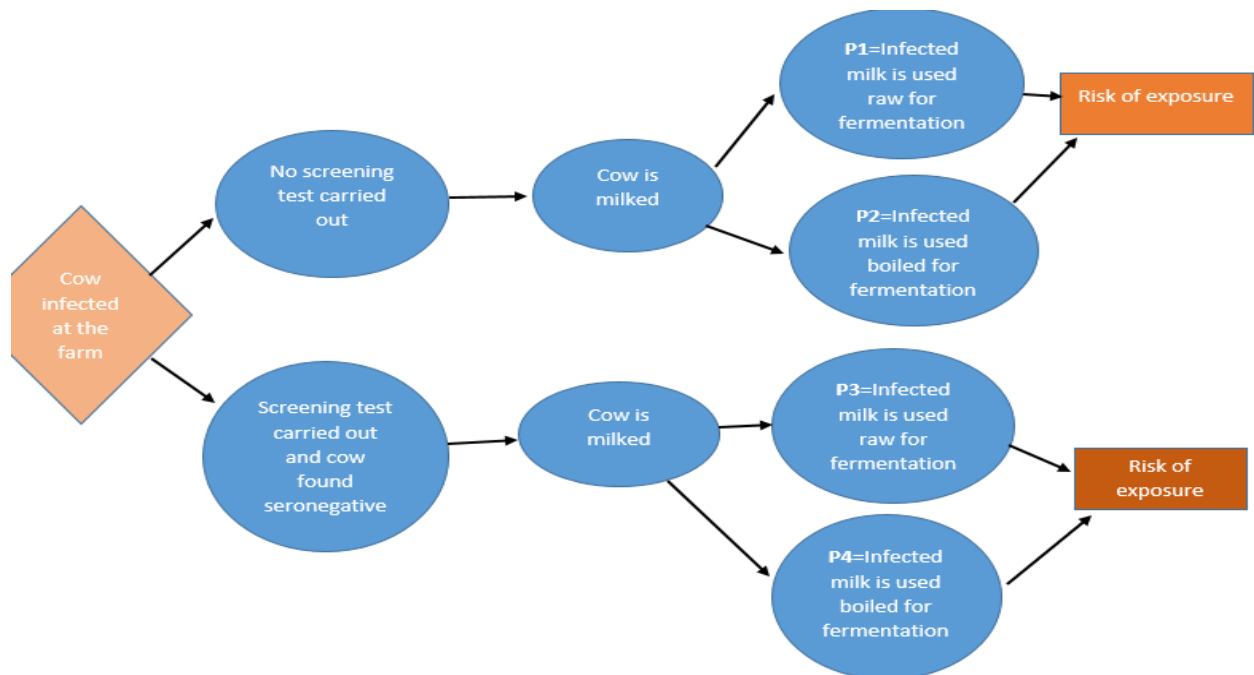 Cow
infected
at the
farm
No screening
test carried
out
Cow is
milked
P1=Infected
milk is used
raw for
fermentation
P2=Infected
milk is used
boiled for
fermentation
Risk of exposure
Screening test
carried out
and cow
found
seronegative
Cow is
milked
P3=Infected
milk is used
raw for
fermentation
P4=Infected
milk is used
boiled for
fermentation
Risk of
exposure